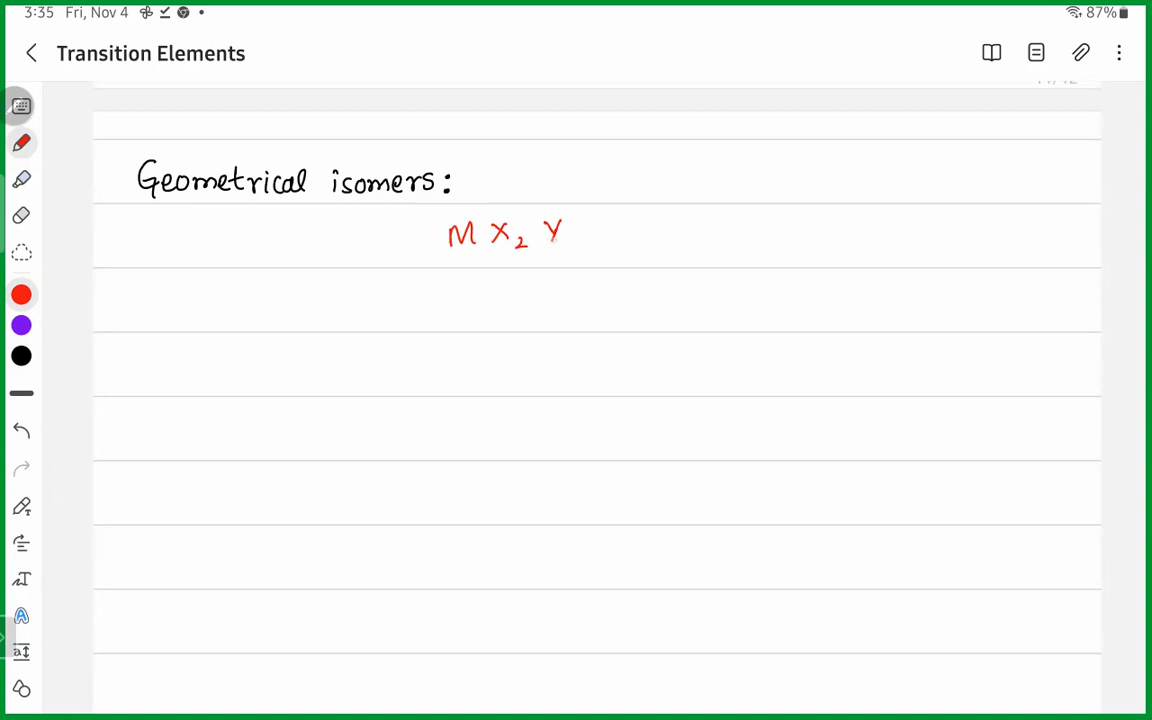 3:35 Fri, Nov 4 87%
Transition Elements
Geometrical isomers:
M X₂ Y